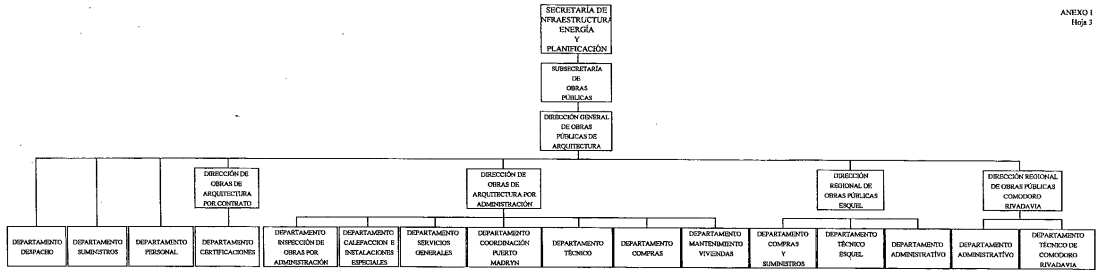 ANEXO I
Hoja 3
SECRETARÍA DE
INFRAESTRUCTURA
ENERGÍA
Y
PLANIFICACIÓN
SUBSECRETARÍA
DE
OBRAS
PÚBLICAS
DIRECCIÓN GENERAL
DE OBRAS
PÚBLICAS DE
ARQUITECTURA
DIRECCIÓN DE
OBRAS DE
ARQUITECTURA
POR CONTRATO
DIRECCIÓN DE
OBRAS DE
ARQUITECTURA POR
ADMINISTRACIÓN
DIRECCIÓN
REGIONAL DE
OBRAS PÚBLICAS
ESQUEL
DIRECCIÓN REGIONAL
DE OBRAS PÚBLICAS
COMODORO
RIVADAVIA
DEPARTAMENTO
DESPACHO
DEPARTAMENTO
SUMINISTROS
DEPARTAMENTO
PERSONAL
DEPARTAMENTO
CERTIFICACIONES
DEPARTAMENTO
INSPECCIÓN DE
OBRAS POR
ADMINISTRACIÓN
DEPARTAMENTO
CALEFACCION E
INSTALACIONES
ESPECIALES
DEPARTAMENTO
SERVICIOS
GENERALES
DEPARTAMENTO
COORDINACIÓN
PUERTO
MADRYN
DEPARTAMENTO
TÉCNICO
DEPARTAMENTO
COMPRAS
DEPARTAMENTO
MANTENIMIENTO
VIVIENDAS
DEPARTAMENTO
COMPRAS
Y
SUMINISTROS
DEPARTAMENTO
TÉCNICO
ESQUEL
DEPARTAMENTO
ADMINISTRATIVO
DEPARTAMENTO
ADMINISTRATIVO
DEPARTAMENTO
TÉCNICO DE
COMODORO
RIVADAVIA